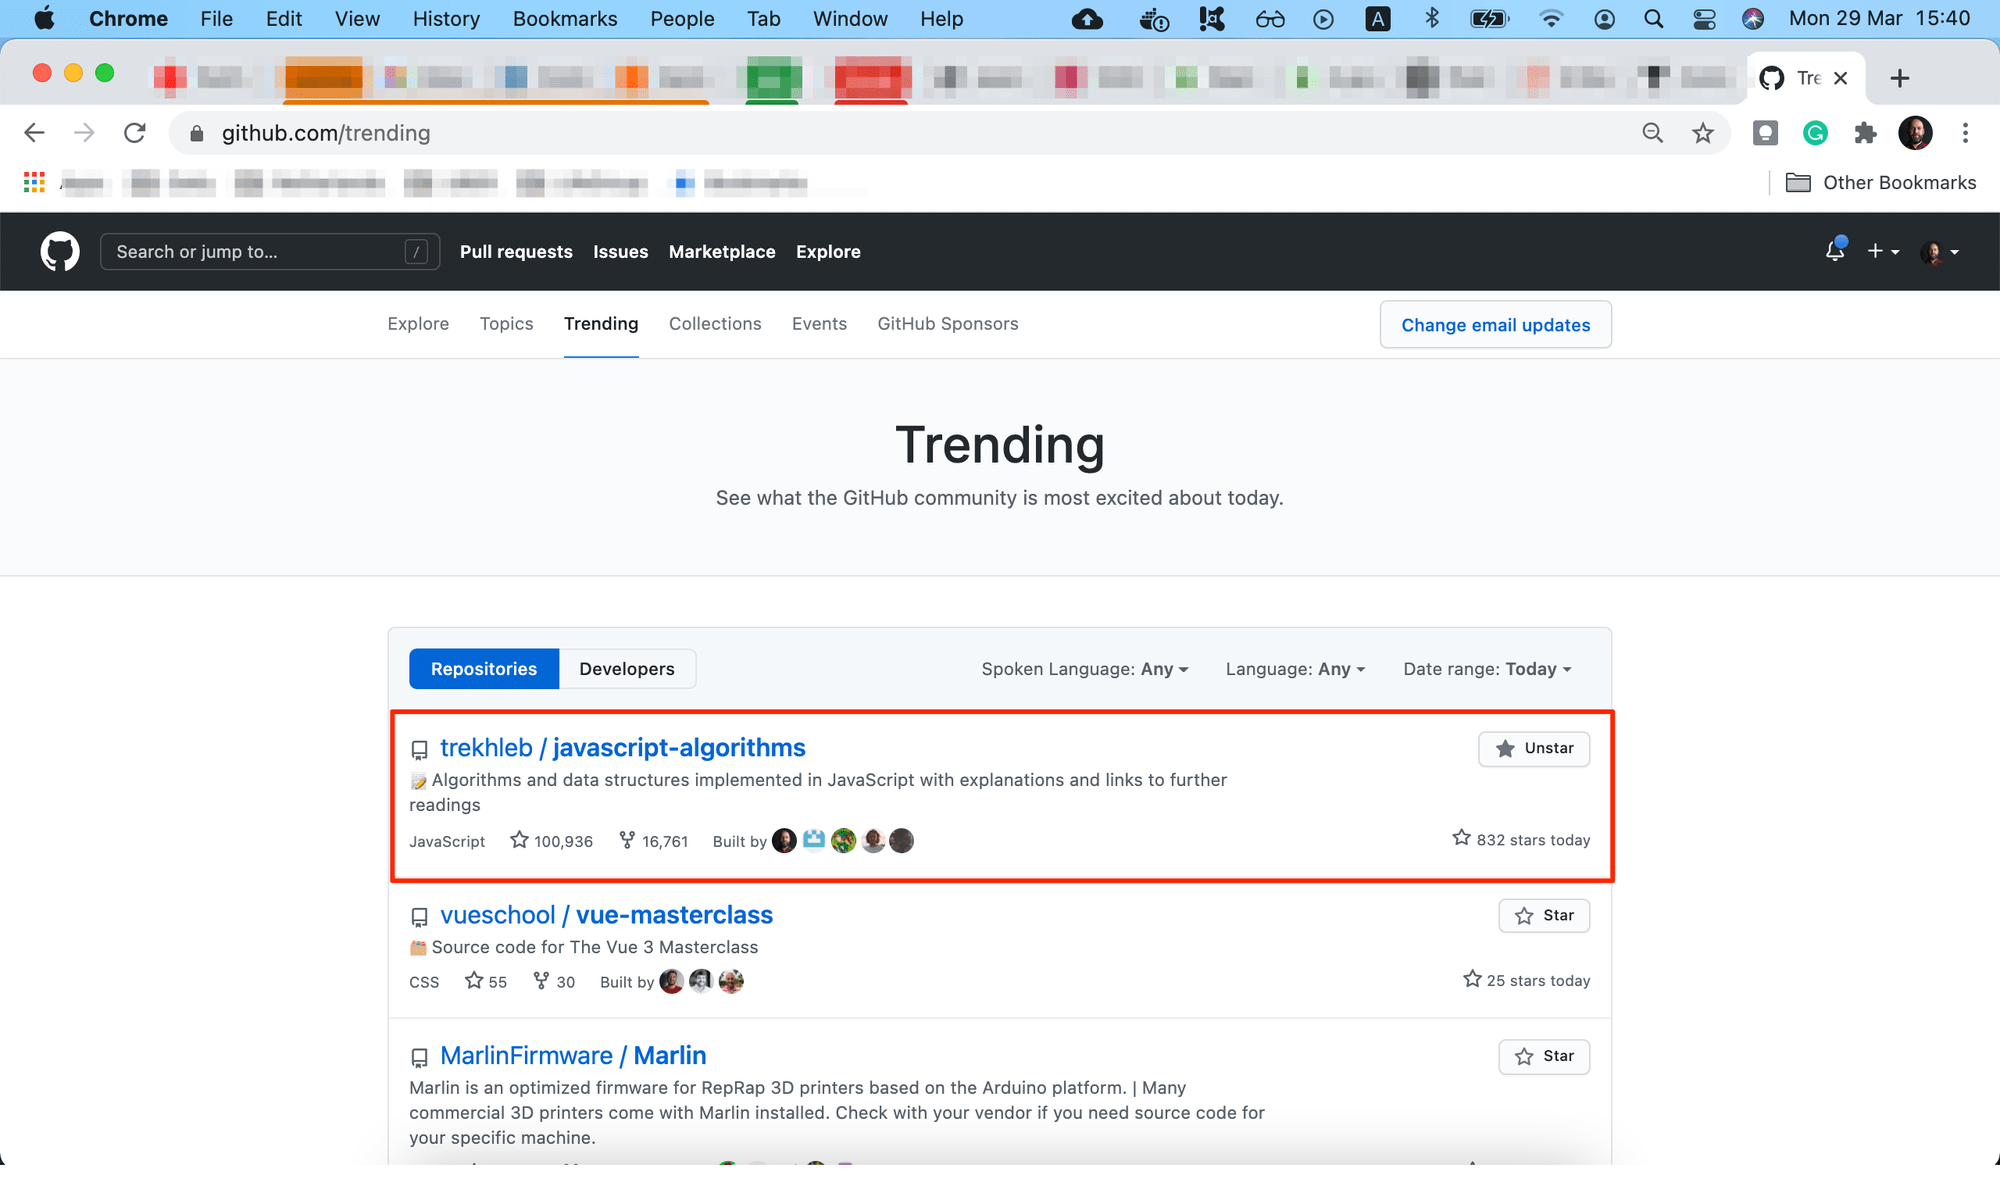 Chrome File Edit View History Bookmarks People Tab Window Help A Mon 29 Mar 15:40
Tre
github.com/trending
Other Bookmarks
Search or jump to... / Pull requests Issues Marketplace Explore
Explore Topics Trending Collections Events GitHub Sponsors Change email updates
Trending
See what the GitHub community is most excited about today.
Repositories Developers Spoken Language: Any Language: Any Date range: Today
trekhleb / javascript-algorithms Unstar
Algorithms and data structures implemented in JavaScript with explanations and links to further
readings
JavaScript 100,936 16,761 Built by 832 stars today
vueschool / vue-masterclass Star
Source code for The Vue 3 Masterclass
CSS 55 30 Built by 25 stars today
MarlinFirmware / Marlin Star
Marlin is an optimized firmware for RepRap 3D printers based on the Arduino platform. | Many
commercial 3D printers come with Marlin installed. Check with your vendor if you need source code for
your specific machine.